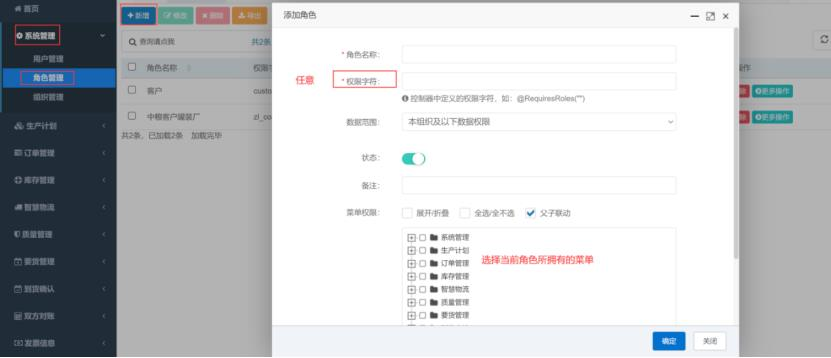 首页
系统管理
用户管理
角色管理
组织管理
生产计划
订单管理
库存管理
智慧物流
质量管理
要货管理
到货确认
双方对账
发票信息
+新增
修改
删除
导出
查询请点我
共2条
角色名称
权限
作
客户
custo
除
更多操作
中粮客户罐装厂
zl_co
除
更多操作
共2条，已加载2条 加载完毕
添加角色
* 角色名称：
任意
* 权限字符：
控制器中定义的权限字符，如：@RequiresRoles("")
数据范围：
本组织及以下数据权限
状态：
备注：
菜单权限：
展开/折叠
全选/全不选
父子联动
系统管理
生产计划
订单管理
库存管理
智慧物流
质量管理
要货管理
选择当前角色所拥有的菜单
确定
关闭